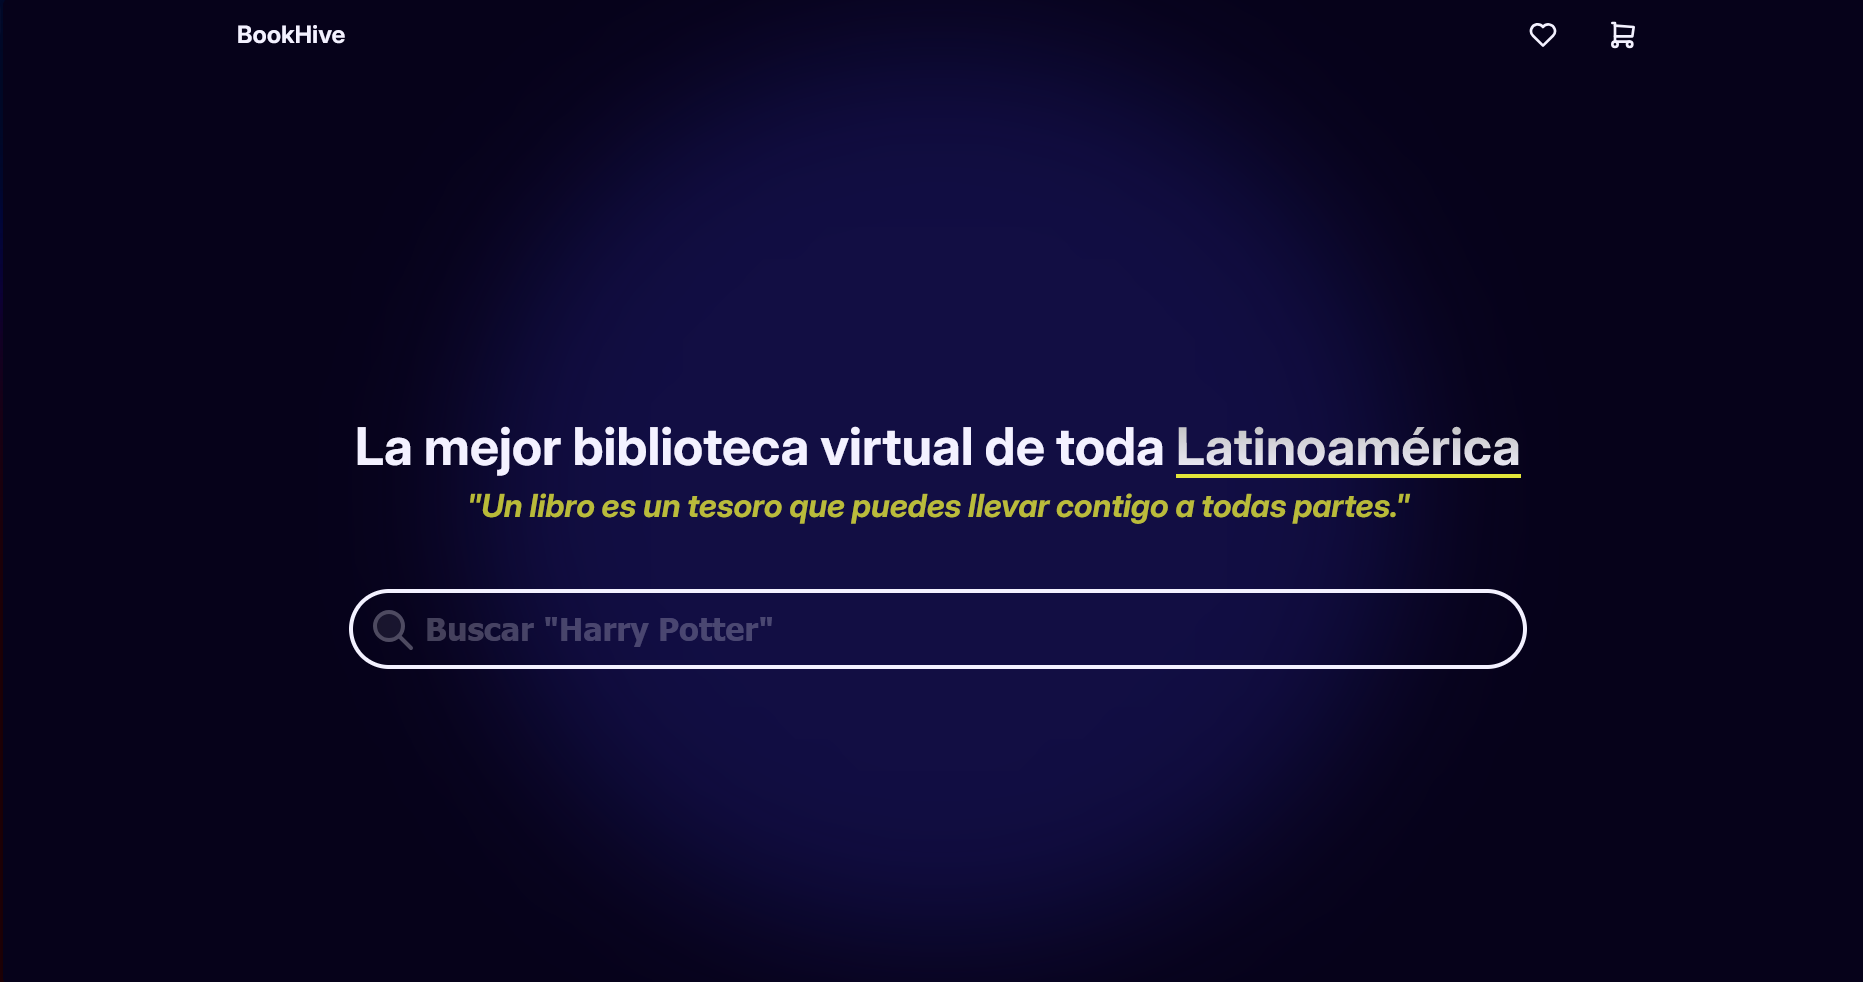 BookHive
La mejor biblioteca virtual de toda Latinoamérica
"Un libro es un tesoro que puedes llevar contigo a todas partes."
Buscar "Harry Potter"